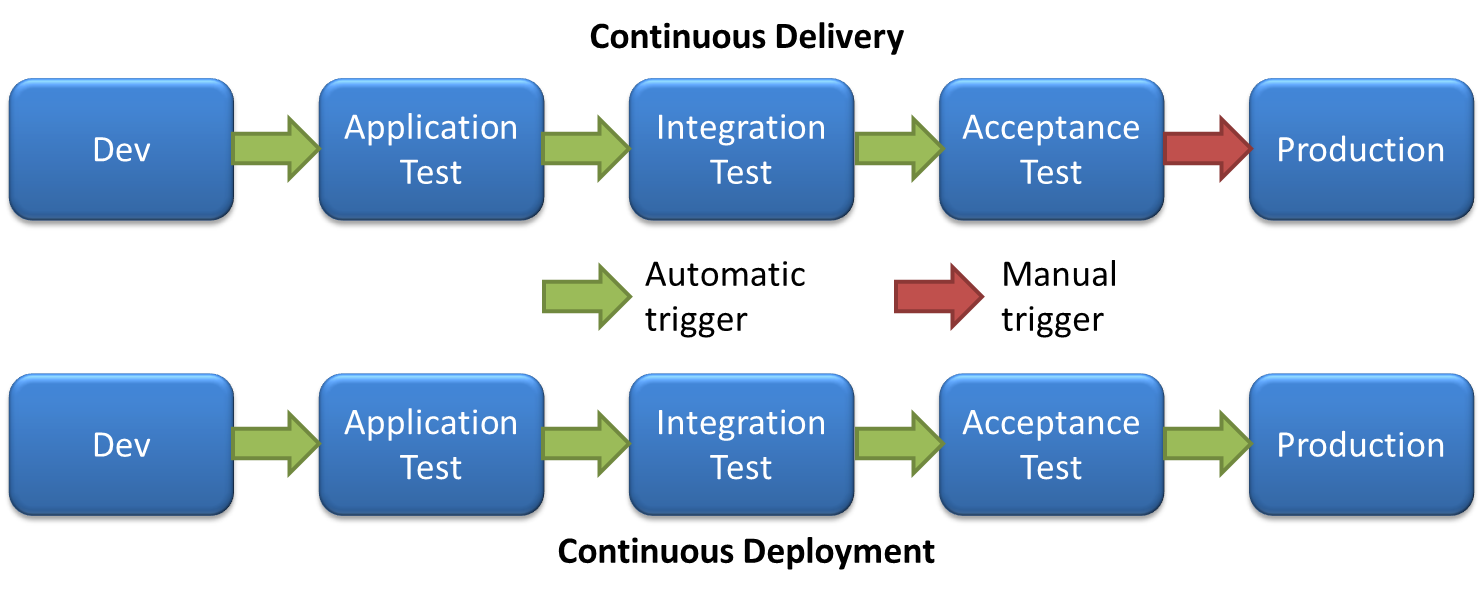 Continuous Delivery
Dev
Application
Test
Integration
Test
Acceptance
Test
Production
Automatic
trigger
Manual
trigger
Dev
Application
Test
Integration
Test
Acceptance
Test
Production
Continuous Deployment